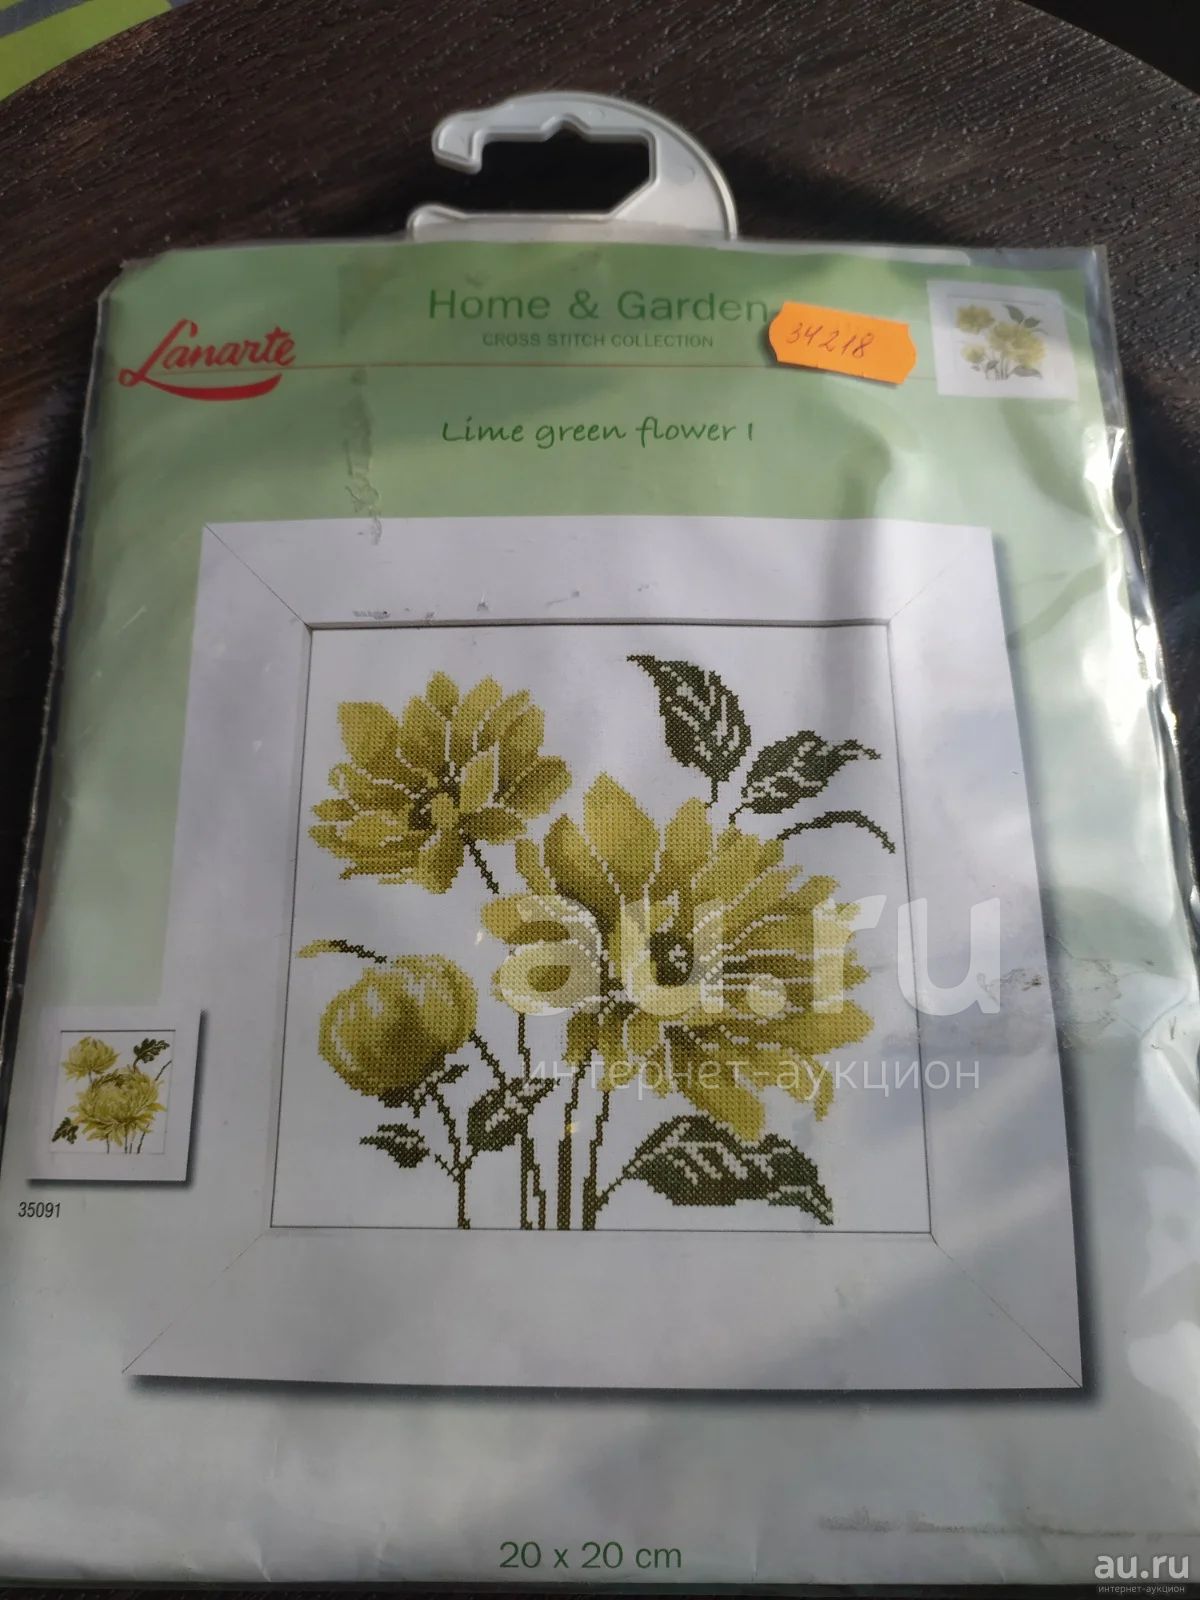 Home & Garden
CROSS STITCH COLLECTION
Lanarte
34218
Lime green flower I
au.ru
интернет-аукцион
35091
20 x 20 cm
au.ru
интернет-аукцион